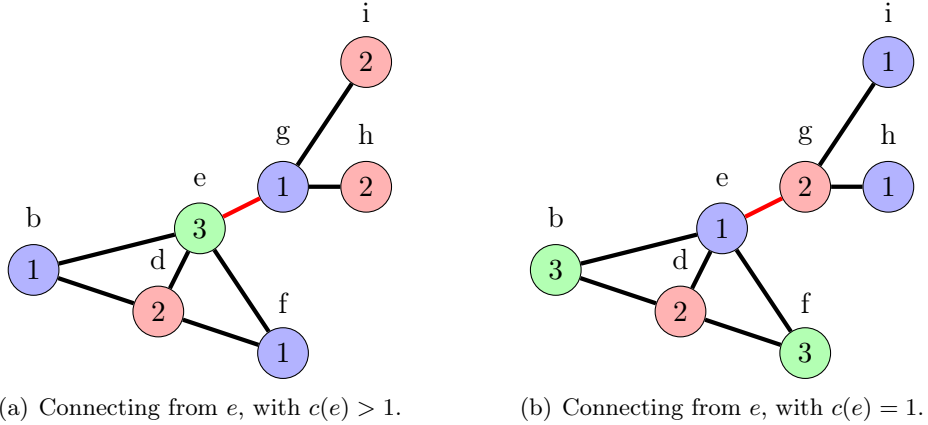 i
2
g
h
1
2
e
3
b
1
d
2
f
1
a) Connecting from e, with c(e) > 1.
i
1
g
h
2
1
e
1
b
3
d
2
f
3
(b) Connecting from e, with c(e) = 1.